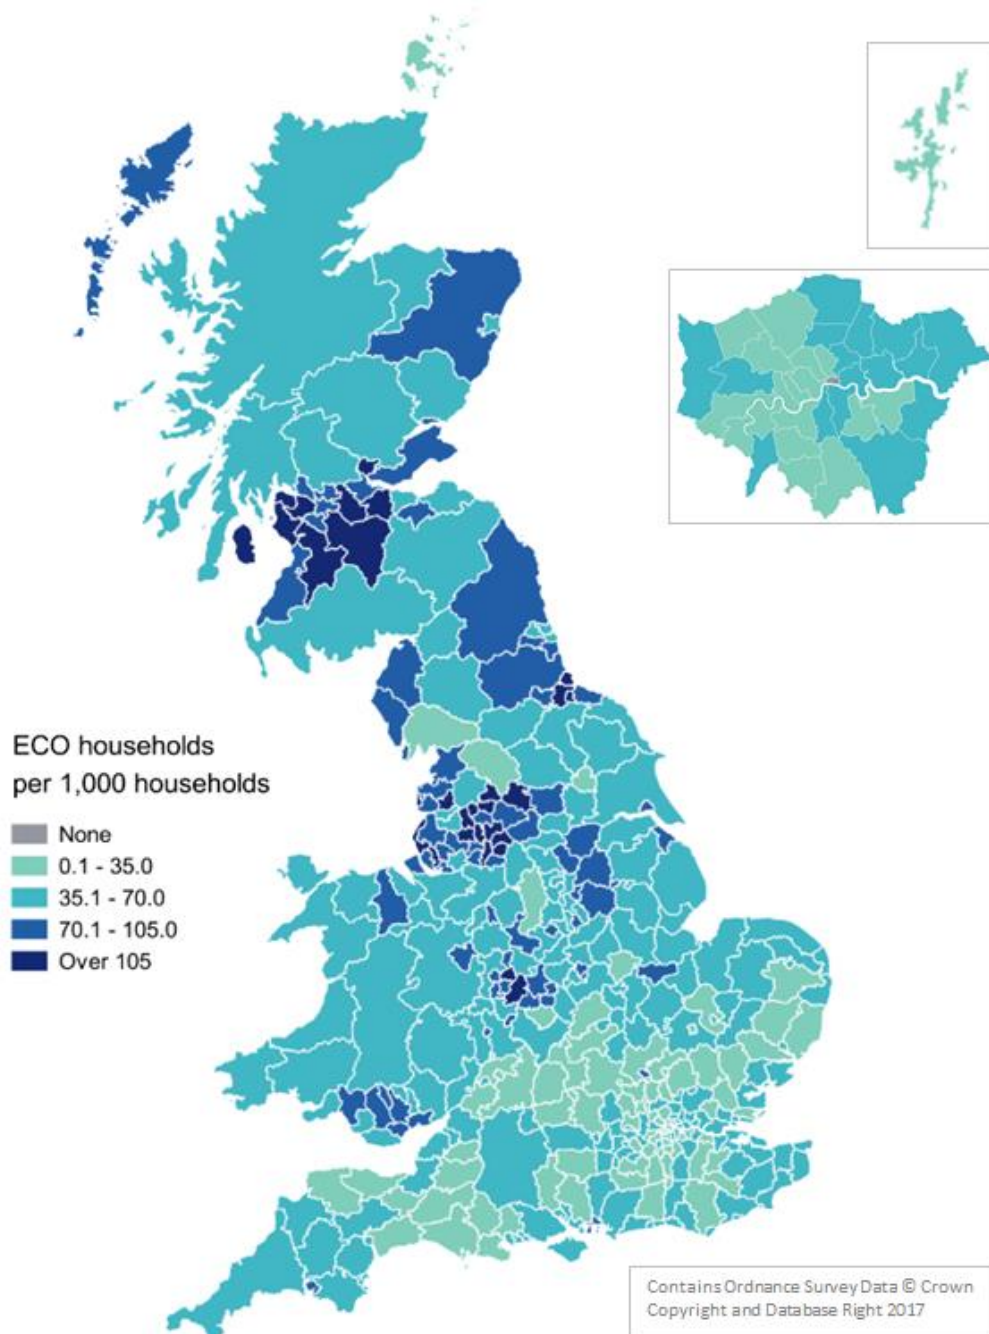 ECO households
per 1,000 households
None
0.1 - 35.0
35.1 - 70.0
70.1 - 105.0
Over 105
Contains Ordnance Survey Data © Crown
Copyright and Database Right 2017